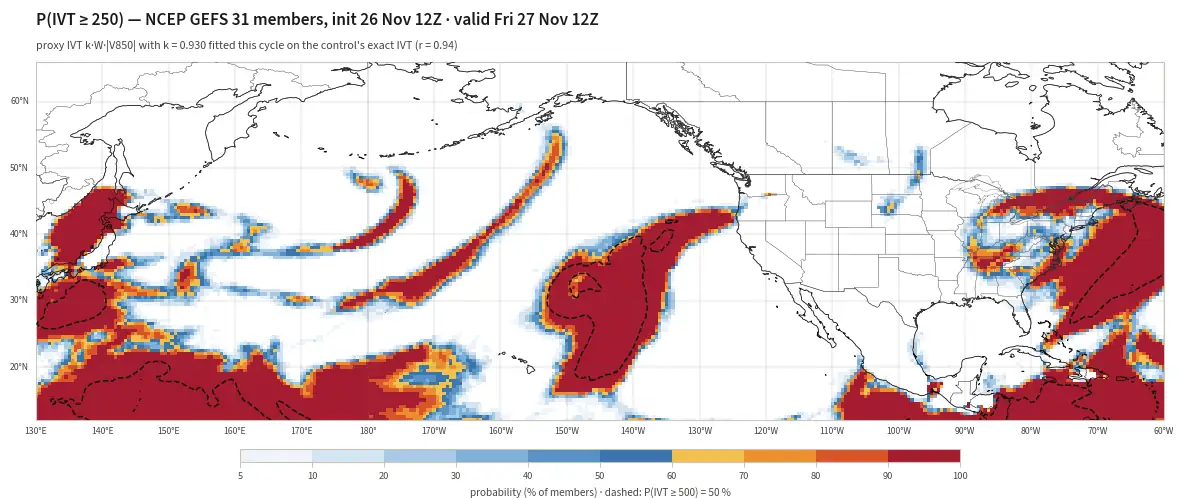 P(IVT ≥ 250) — NCEP GEFS 31 members, init 26 Nov 12Z · valid Fri 27 Nov 12Z
proxy IVT k·W·|V850| with k = 0.930 fitted this cycle on the control's exact IVT (r = 0.94)
60°N
50°N
40°N
30°N
20°N
130°E 140°E 150°E 160°E 170°E 180° 170°W 160°W 150°W 140°W 130°W 120°W 110°W 100°W 90°W 80°W 70°W 60°W
5 10 20 30 40 50 60 70 80 90 100
probability (% of members) · dashed: P(IVT ≥ 500) = 50 %